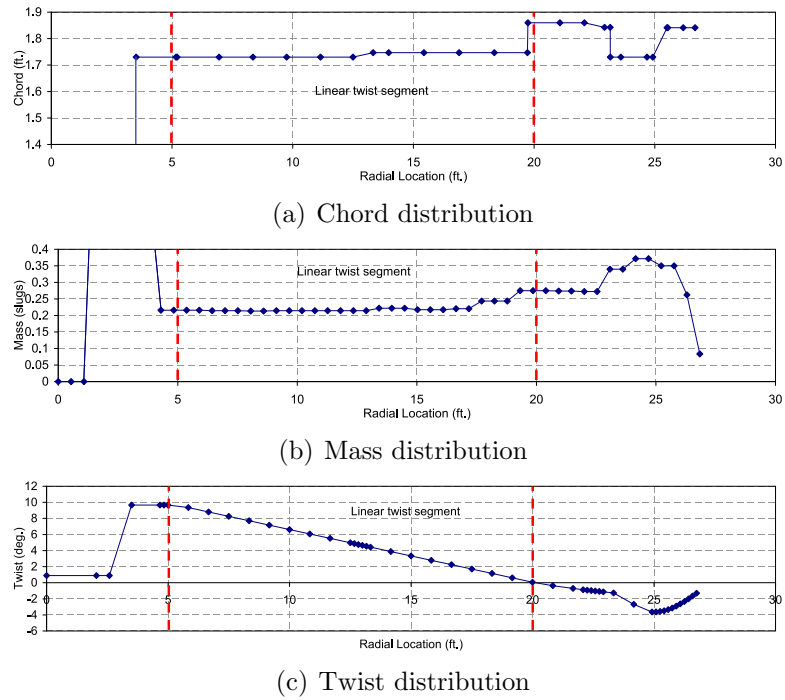 1.9
1.8
1.7
1.6
1.5
1.4
Chord (ft.)
Linear twist segment
0 5 10 15 20 25 30
Radial Location (ft.)
(a) Chord distribution
0.4
0.35
0.3
0.25
0.2
0.15
0.1
0.05
0
Mass (slugs)
Linear twist segment
0 5 10 15 20 25 30
Radial Location (ft.)
(b) Mass distribution
12
10
8
6
4
2
0
-2
-4
-6
Twist (deg.)
Linear twist segment
0 5 10 15 20 25 30
Radial Location (ft.)
(c) Twist distribution